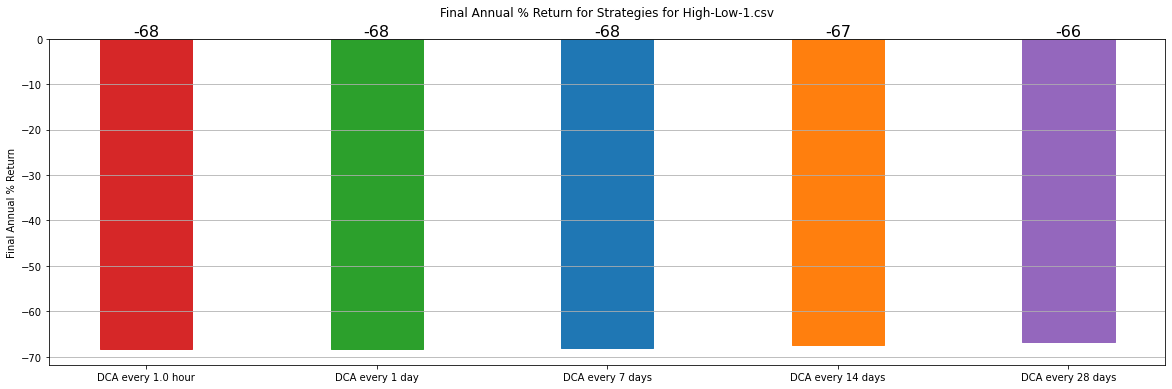 Final Annual % Return for Strategies for High-Low-1.csv
-68 -68 -68 -67 -66
Final Annual % Return
0
−10
−20
−30
−40
−50
−60
−70
DCA every 1.0 hour DCA every 1 day DCA every 7 days DCA every 14 days DCA every 28 days